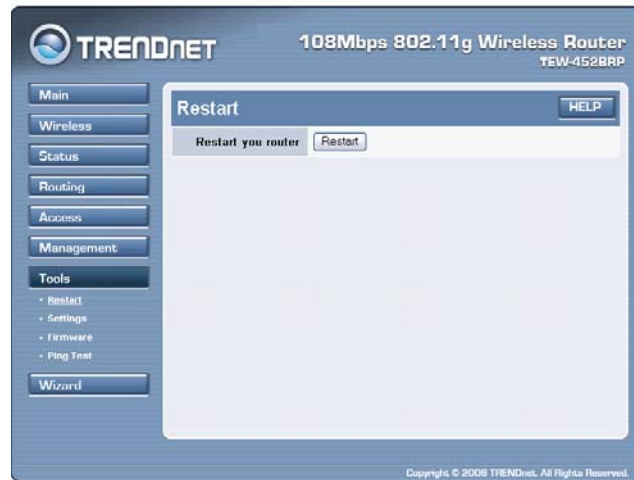 TRENDNET
108Mbps 802.11g Wireless Router
TEW-452BRP
Main
Wireless
Status
Routing
Access
Management
Tools
• Restart
• Settings
• Firmware
• Ping Test
Wizard
Restart
HELP
Restart you router
Restart
Copyright © 2006 TRENDnet. All Rights Reserved.